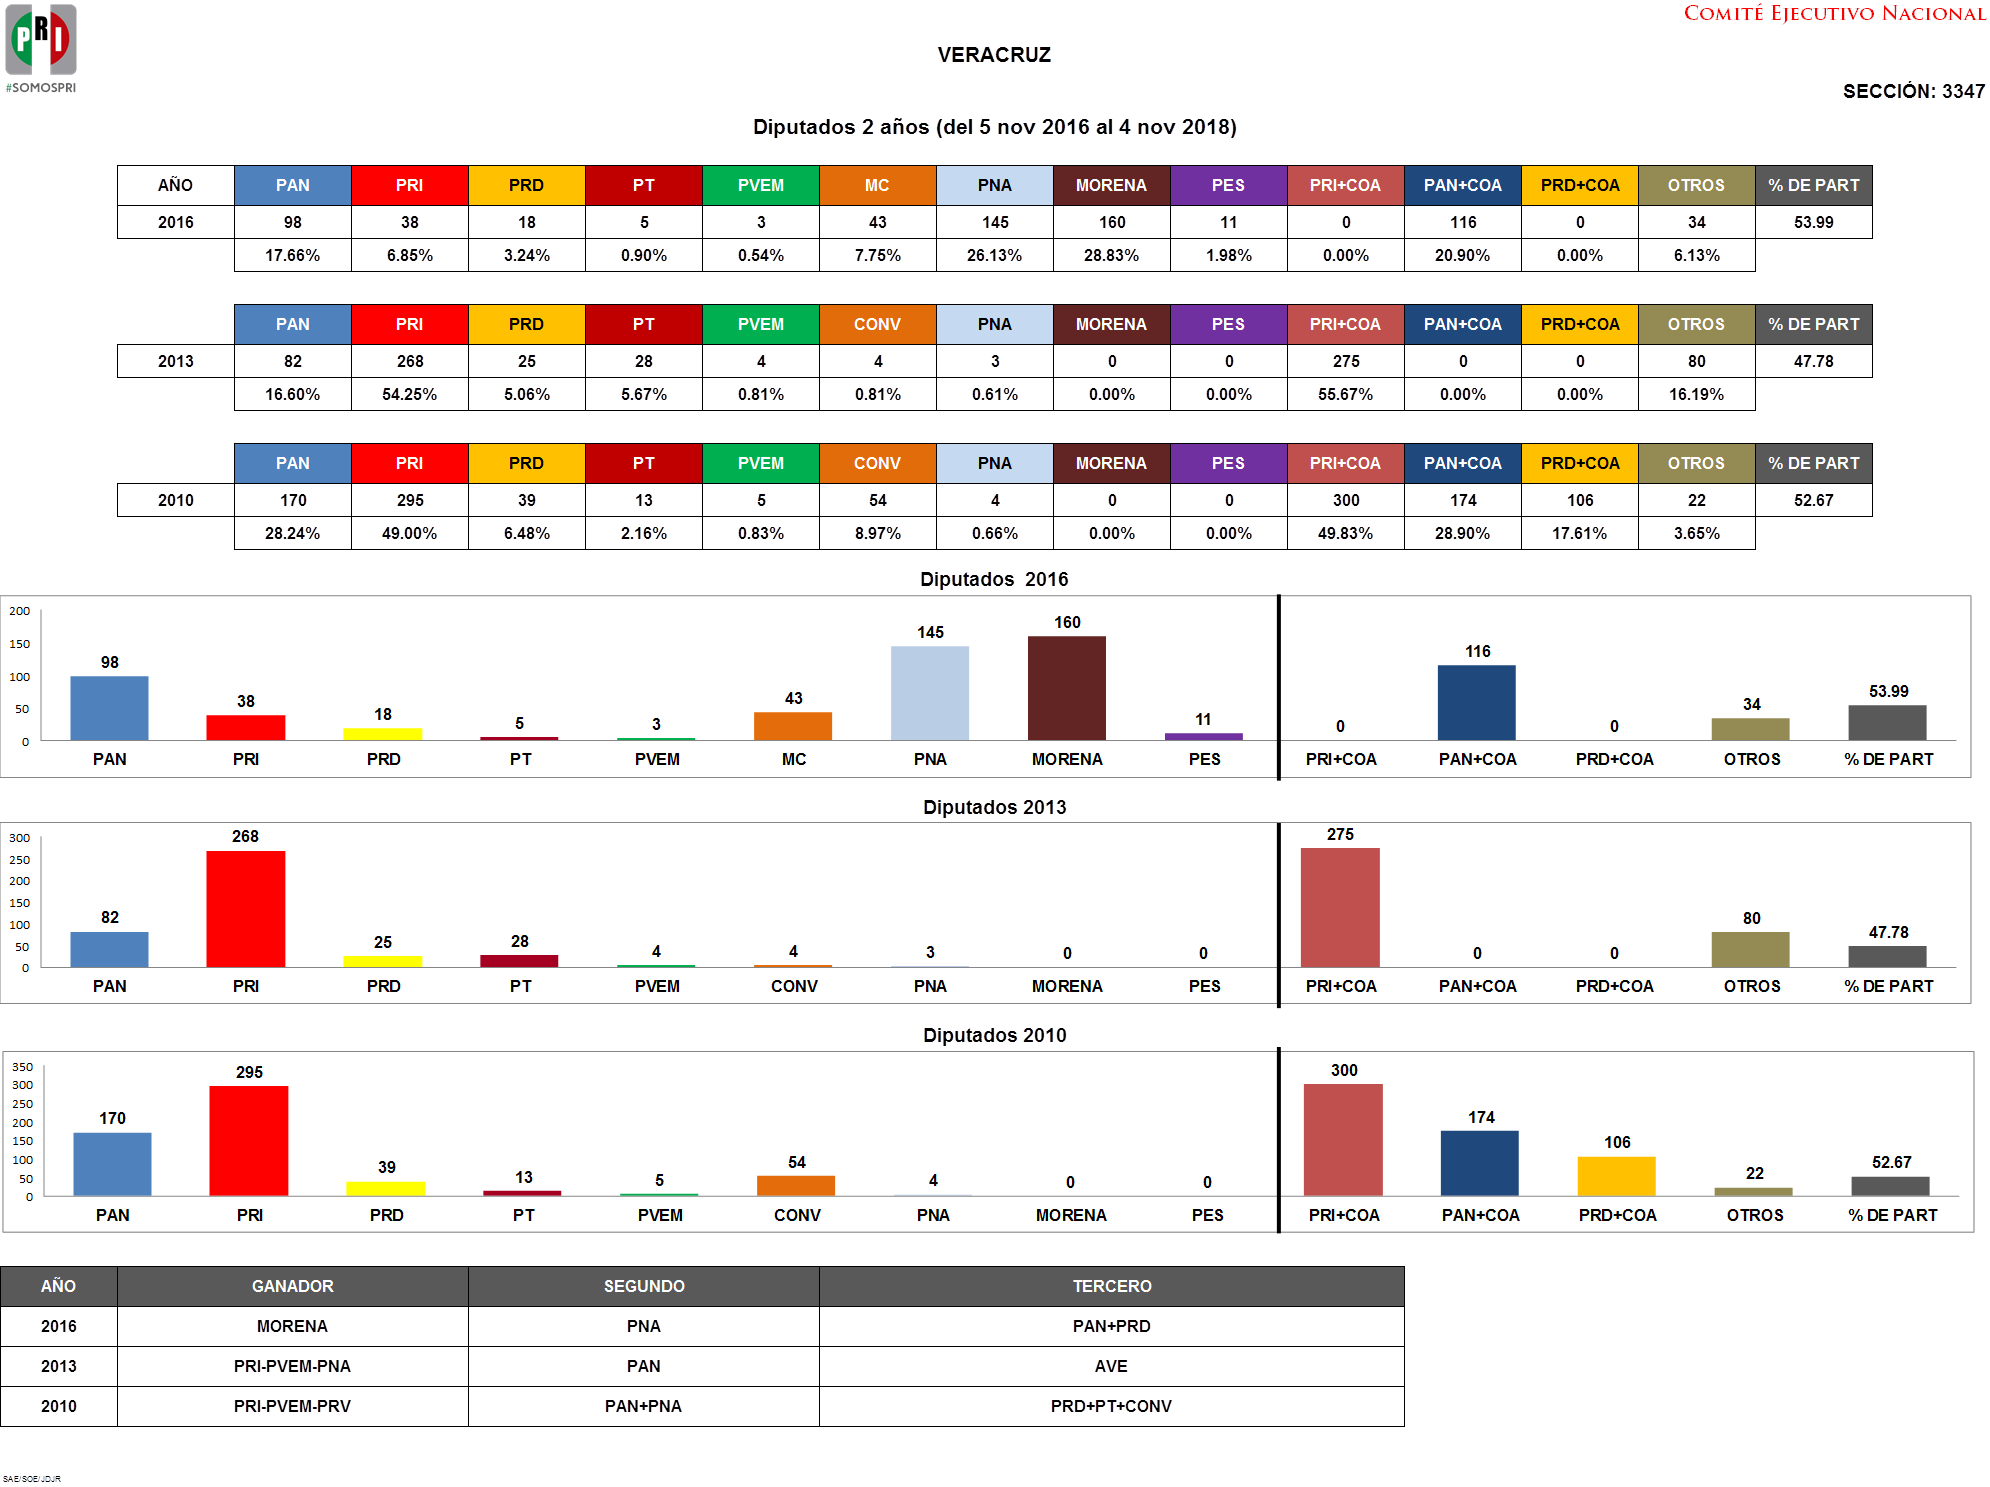 PRI
#SOMOSPRI
COMITÉ EJECUTIVO NACIONAL
VERACRUZ
SECCIÓN: 3347
Diputados 2 años (del 5 nov 2016 al 4 nov 2018)
AÑO PAN PRI PRD PT PVEM MC PNA MORENA PES PRI+COA PAN+COA PRD+COA OTROS % DE PART
2016 98 38 18 5 3 43 145 160 11 0 116 0 34 53.99
17.66% 6.85% 3.24% 0.90% 0.54% 7.75% 26.13% 28.83% 1.98% 0.00% 20.90% 0.00% 6.13%
PAN PRI PRD PT PVEM CONV PNA MORENA PES PRI+COA PAN+COA PRD+COA OTROS % DE PART
2013 82 268 25 28 4 4 3 0 0 275 0 0 80 47.78
16.60% 54.25% 5.06% 5.67% 0.81% 0.81% 0.61% 0.00% 0.00% 55.67% 0.00% 0.00% 16.19%
PAN PRI PRD PT PVEM CONV PNA MORENA PES PRI+COA PAN+COA PRD+COA OTROS % DE PART
2010 170 295 39 13 5 54 4 0 0 300 174 106 22 52.67
28.24% 49.00% 6.48% 2.16% 0.83% 8.97% 0.66% 0.00% 0.00% 49.83% 28.90% 17.61% 3.65%
Diputados 2016
200
150
100
50
0
98 38 18 5 3 43 145 160 11 0 116 0 34 53.99
PAN PRI PRD PT PVEM MC PNA MORENA PES PRI+COA PAN+COA PRD+COA OTROS % DE PART
Diputados 2013
300
250
200
150
100
50
0
82 268 25 28 4 4 3 0 0 275 0 0 80 47.78
PAN PRI PRD PT PVEM CONV PNA MORENA PES PRI+COA PAN+COA PRD+COA OTROS % DE PART
Diputados 2010
350
300
250
200
150
100
50
0
170 295 39 13 5 54 4 0 0 300 174 106 22 52.67
PAN PRI PRD PT PVEM CONV PNA MORENA PES PRI+COA PAN+COA PRD+COA OTROS % DE PART
AÑO GANADOR SEGUNDO TERCERO
2016 MORENA PNA PAN+PRD
2013 PRI-PVEM-PNA PAN AVE
2010 PRI-PVEM-PRV PAN+PNA PRD+PT+CONV
SAE/SOE/JDJR